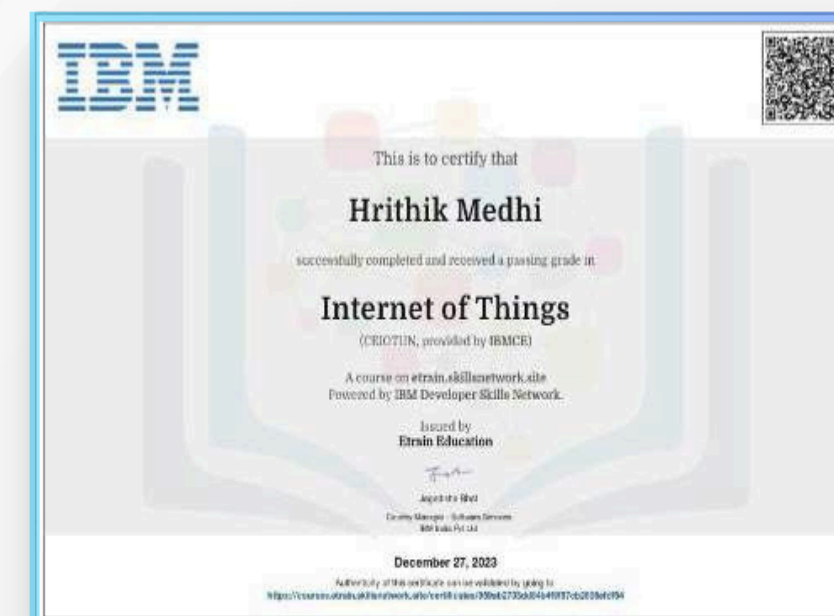 IBM
This is to certify that
Hrithik Medhi
successfully completed and received a passing grade in
Internet of Things
(CEIOTIIN, provided by IBMCE)
A course on etrain.skillsnetwork.site
Powered by IBM Developer Skills Network.
Issued by
Etrain Education
Country Manager - Software Services
IBM India Pvt Ltd
December 27, 2023
Authenticity of this certificate can be validated by going to